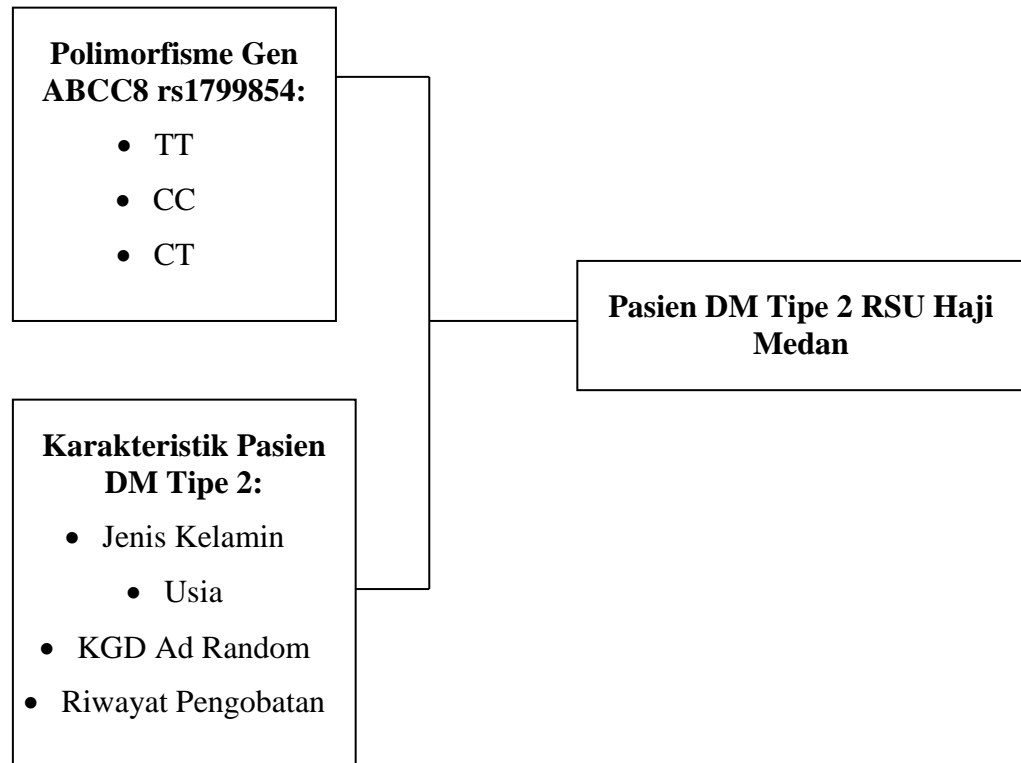 Polimorfisme Gen
ABCC8 rs1799854:
• TT
• CC
• CT
Karakteristik Pasien
DM Tipe 2:
• Jenis Kelamin
• Usia
• KGD Ad Random
• Riwayat Pengobatan
Pasien DM Tipe 2 RSU Haji
Medan